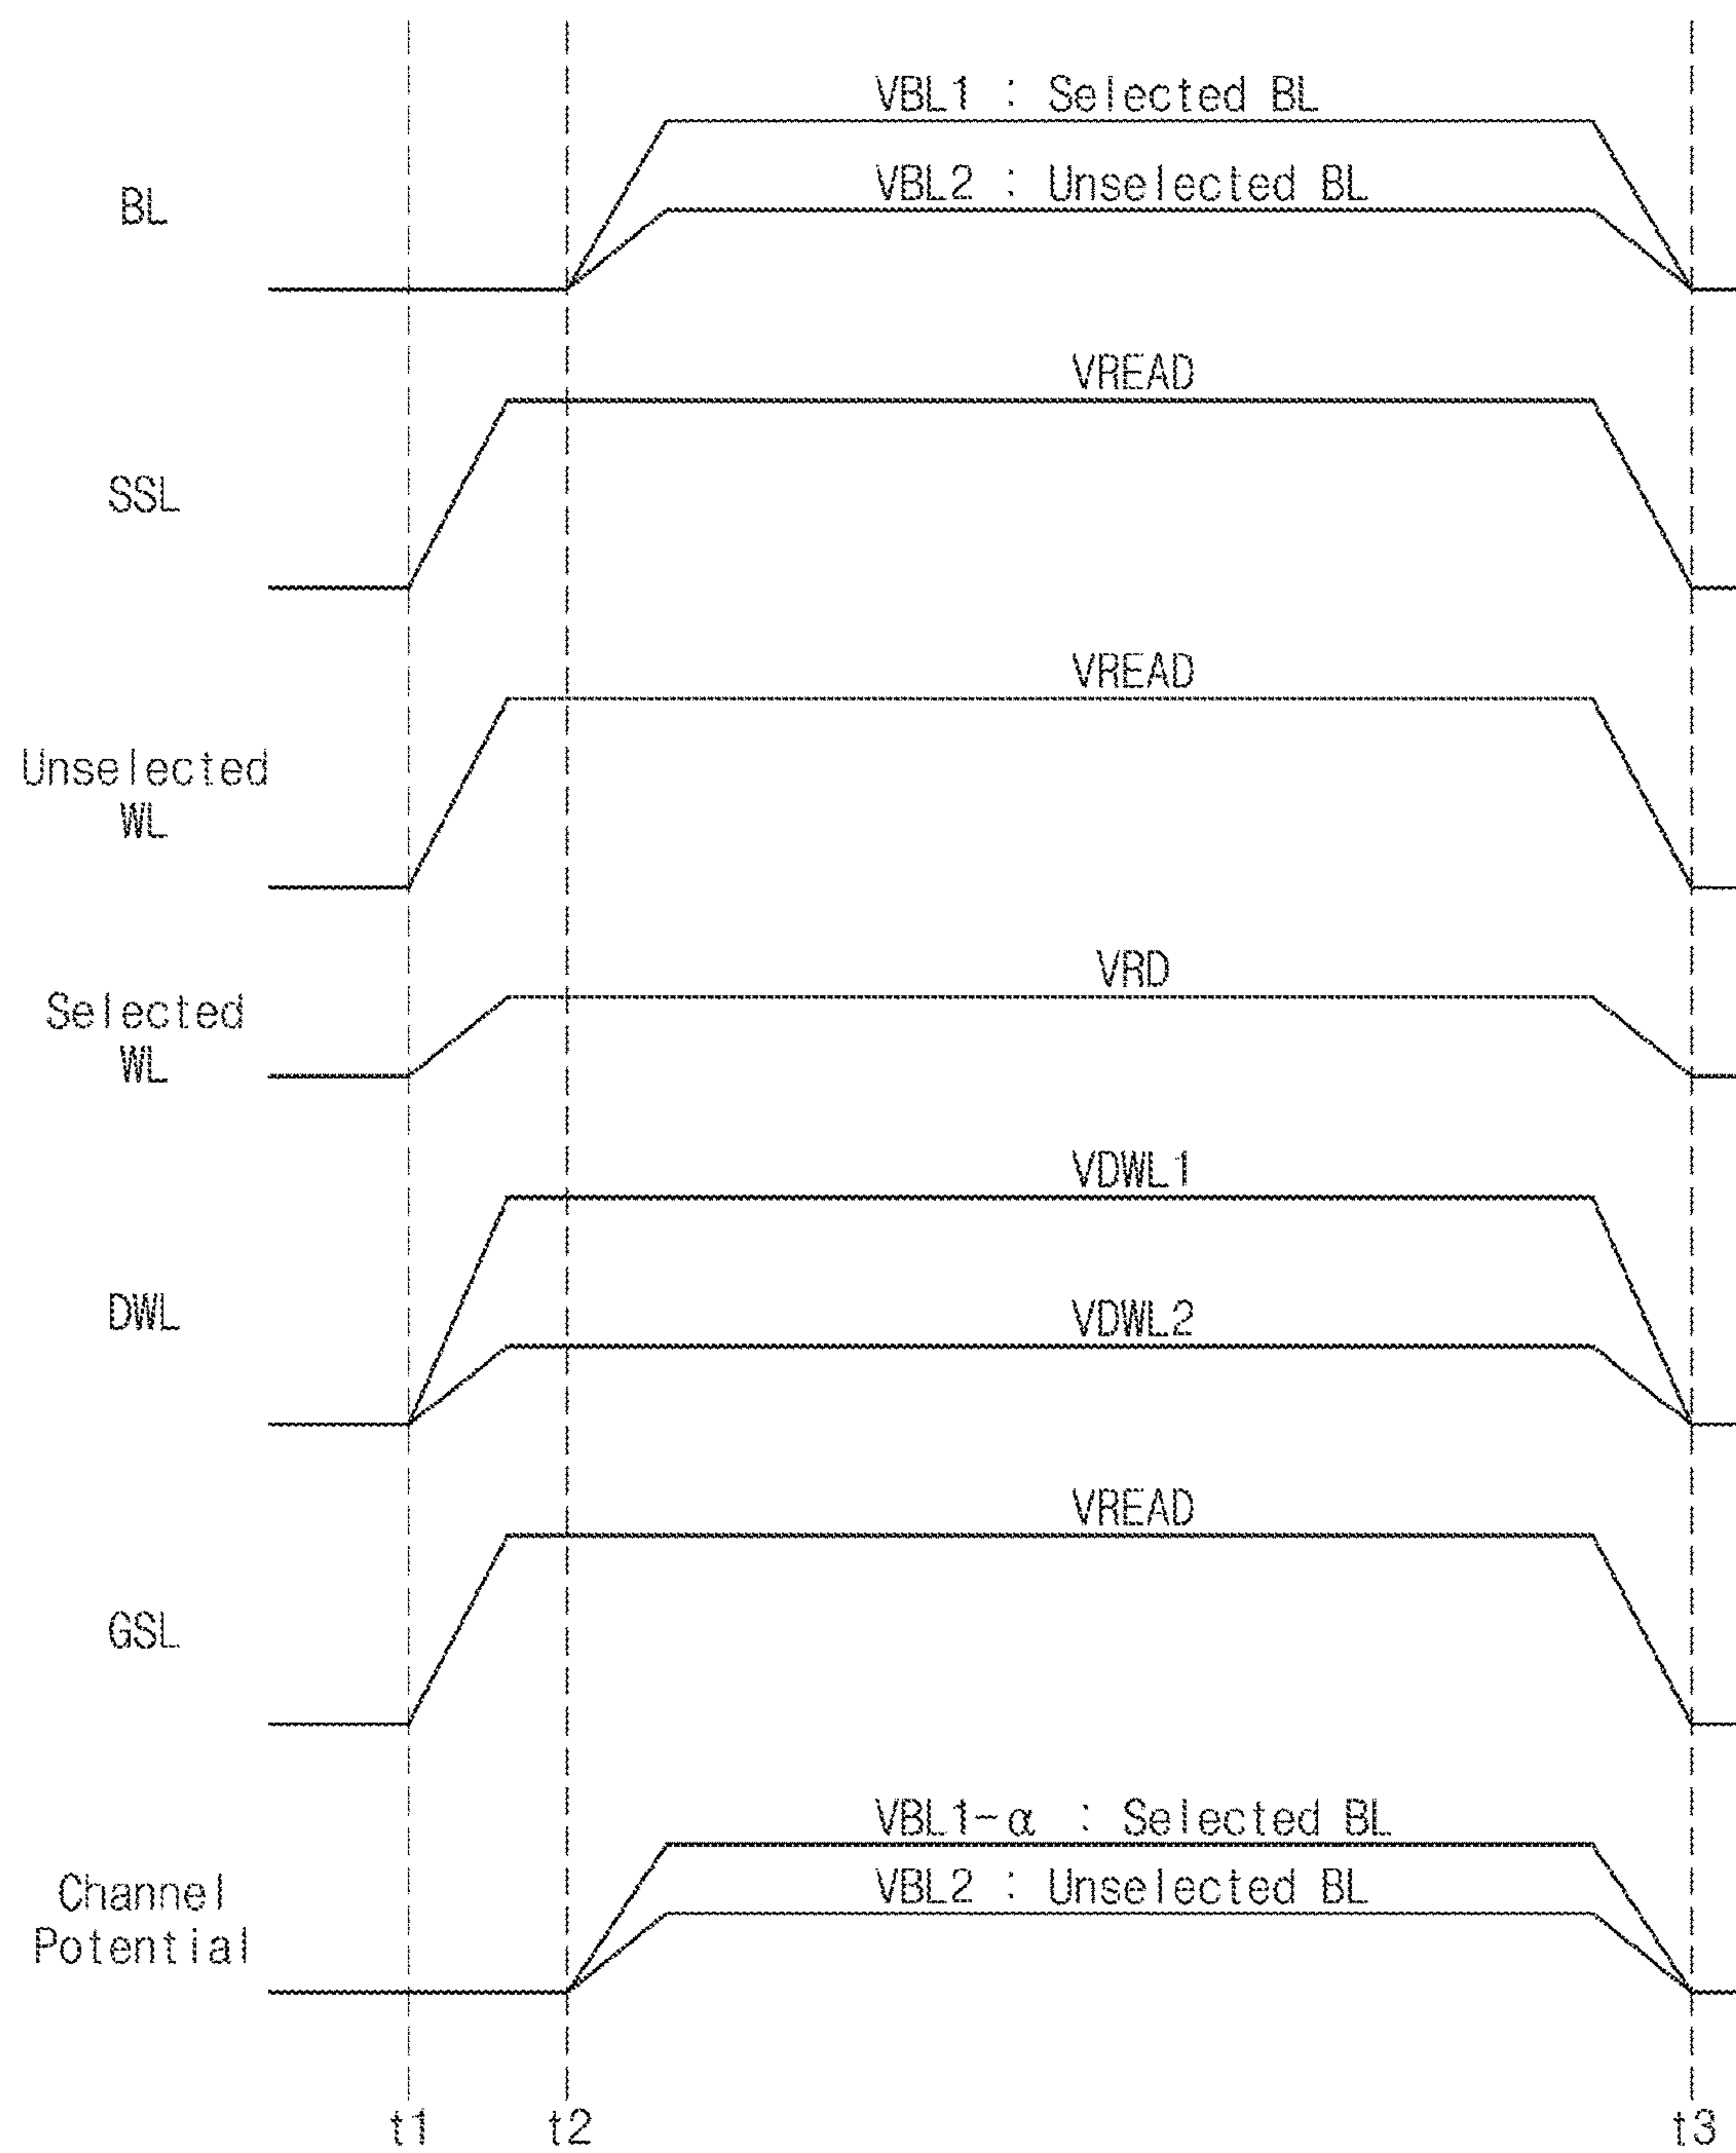 VBL1 : Selected BL
VBL2 : Unselected BL
BL
VREAD
SSL
VREAD
Unselected
WL
VRD
Selected
WL
VDWL1
VDWL2
DWL
VREAD
GSL
VBL1-α : Selected BL
VBL2 : Unselected BL
Channel
Potential
t1 t2 t3